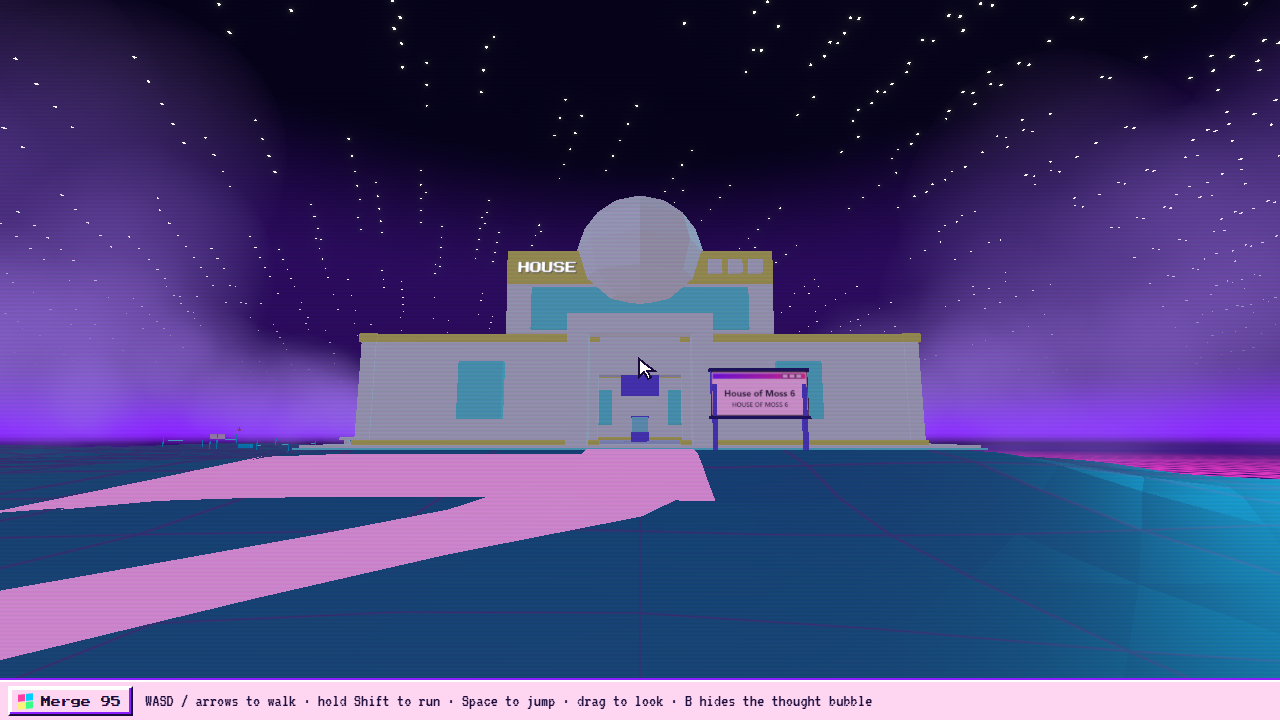 HOUSE
House of Moss 6
HOUSE OF MOSS 6
Merge 95
WASD / arrows to walk · hold Shift to run · Space to jump · drag to look · B hides the thought bubble